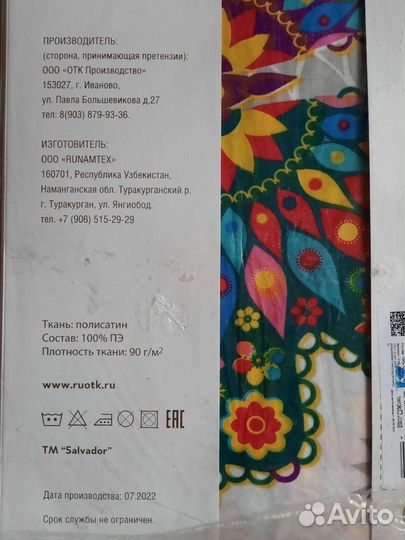 ПРОИЗВОДИТЕЛЬ:
(сторона, принимающая претензии):
ООО «ОТК Производство»
153027, г. Иваново,
ул. Павла Большевикова д.27
тел: 8(903) 879-93-36.
ИЗГОТОВИТЕЛЬ:
ООО «RUNAMTEX»
160701, Республика Узбекистан,
Наманганская обл. Туракурганский р.
г. Туракурган, ул. Янгиобод.
тел. +7 (906) 515-29-29
Ткань: полисатин
Состав: 100% ПЭ
Плотность ткани: 90 г/м²
www.ruotk.ru
EAC
ТМ "Salvador"
Дата производства: 07.2022
Срок службы не ограничен.
Avito